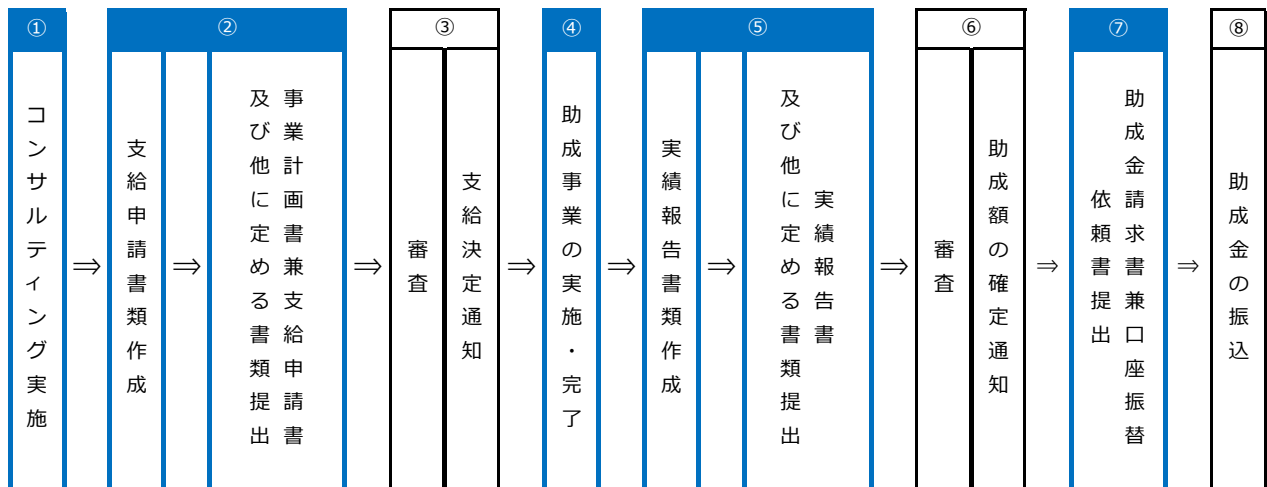 ①
コンサルティング実施
⇒
②
支給申請書類作成
⇒
事業計画書兼支給申請書
及び他に定める書類提出
⇒
③
審査
支給決定通知
⇒
④
助成事業の実施・完了
⇒
⑤
実績報告書類作成
⇒
実績報告書
及び他に定める書類提出
⇒
⑥
審査
助成額の確定通知
⇒
⑦
助成金請求書兼口座振替
依頼書提出
⇒
⑧
助成金の振込